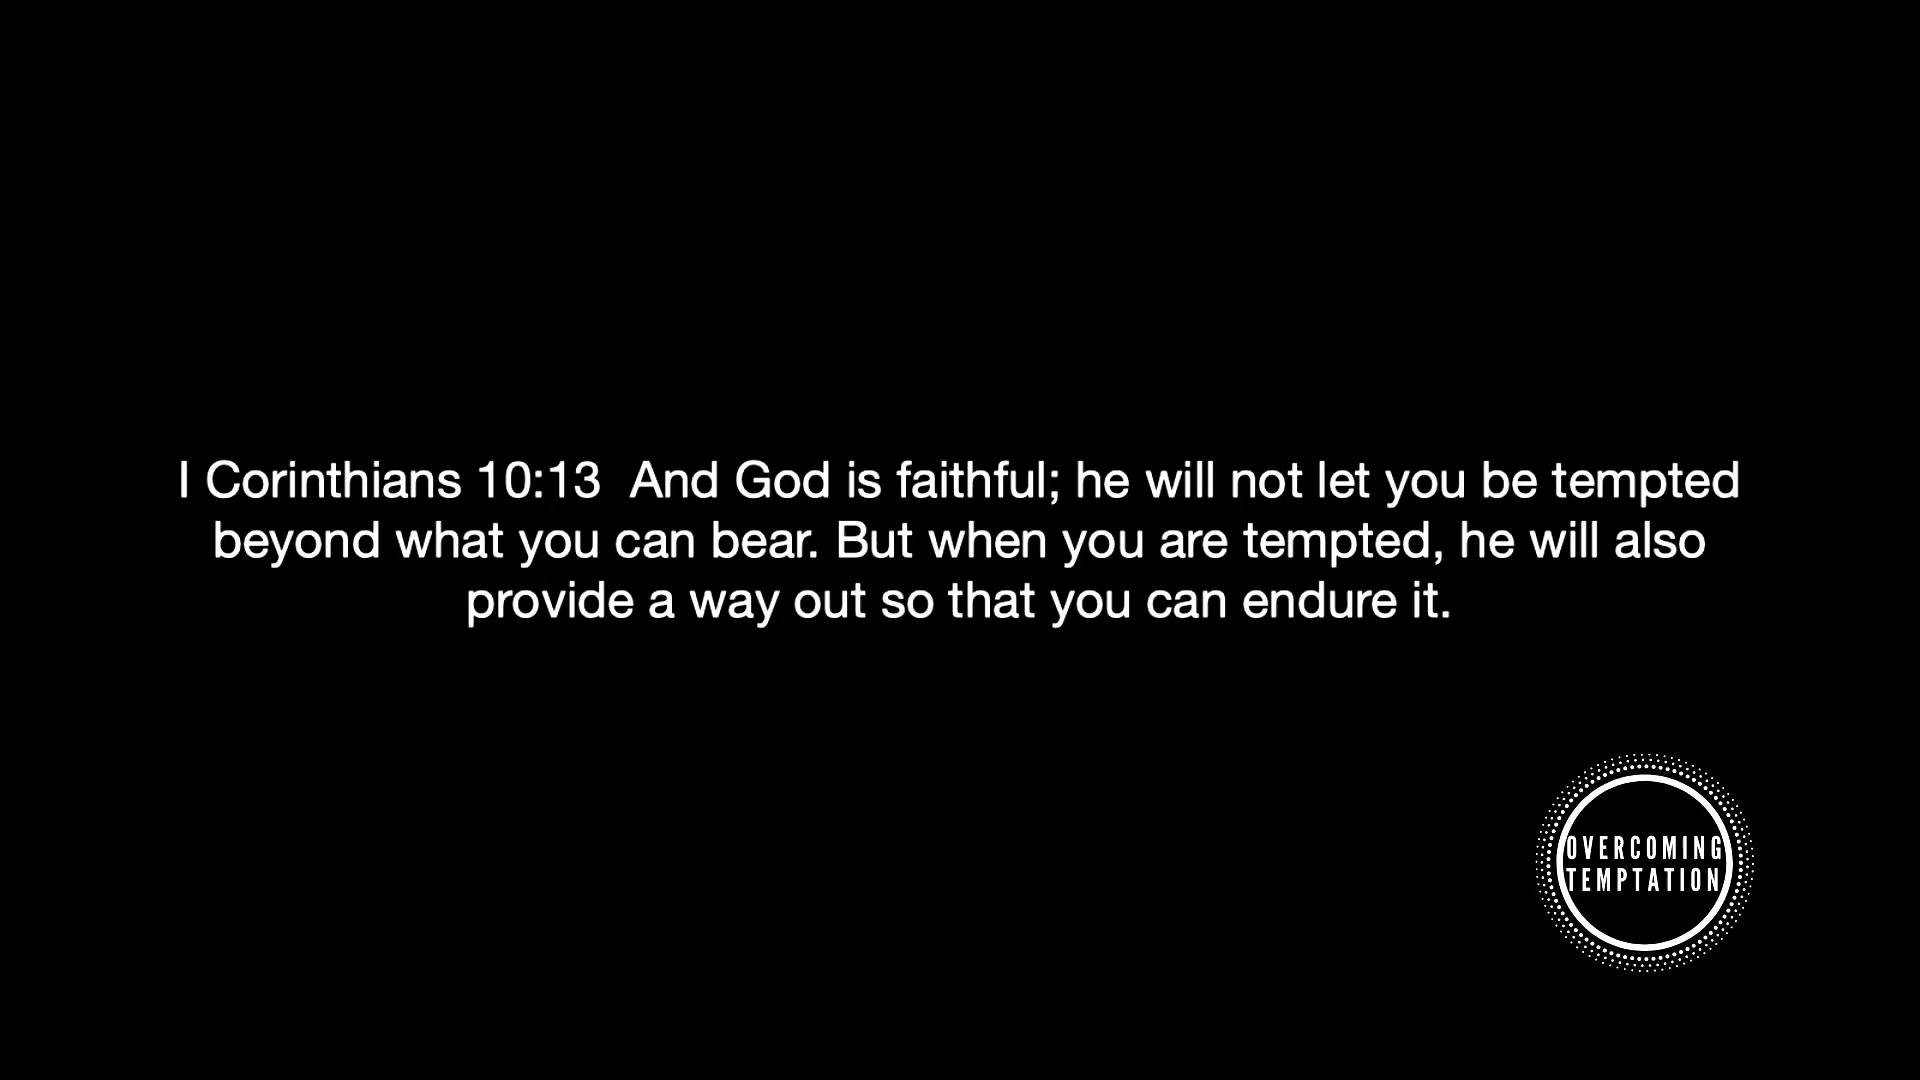 I Corinthians 10:13  And God is faithful; he will not let you be tempted
beyond what you can bear. But when you are tempted, he will also
provide a way out so that you can endure it.
OVERCOMING
TEMPTATION